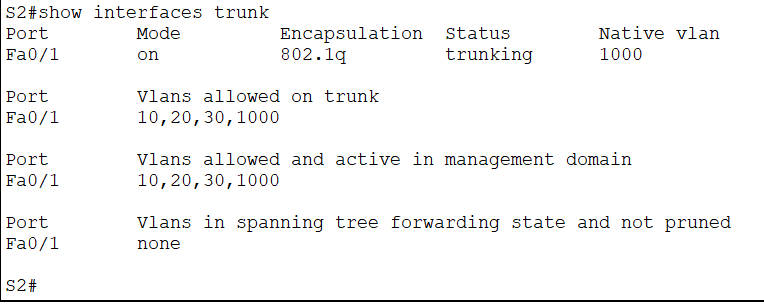 S2#show interfaces trunk
Port Mode Encapsulation Status Native vlan
Fa0/1 on 802.1q trunking 1000
Port Vlans allowed on trunk
Fa0/1 10,20,30,1000
Port Vlans allowed and active in management domain
Fa0/1 10,20,30,1000
Port Vlans in spanning tree forwarding state and not pruned
Fa0/1 none
S2#